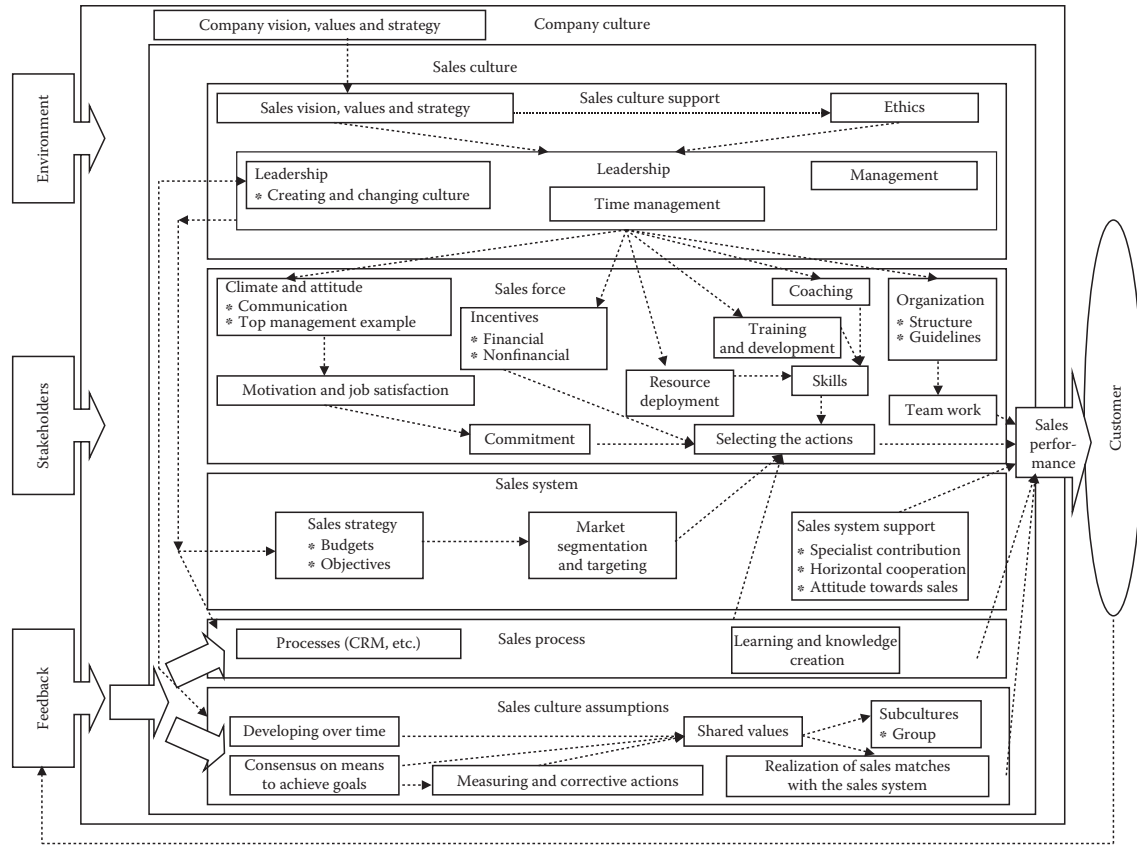 Company vision, values and strategy
Company culture
Sales culture
Environment
Sales vision, values and strategy
Sales culture support
Ethics
Leadership
Leadership
* Creating and changing culture
Management
Time management
Climate and attitude
* Communication
* Top management example
Sales force
Incentives
* Financial
* Nonfinancial
Coaching
Training
and development
Organization
* Structure
* Guidelines
Stakeholders
Motivation and job satisfaction
Resource
deployment
Skills
Team work
Commitment
Selecting the actions
Sales
perfor-
mance
Customer
Sales system
Sales strategy
* Budgets
* Objectives
Market
segmentation
and targeting
Sales system support
* Specialist contribution
* Horizontal cooperation
* Attitude towards sales
Feedback
Processes (CRM, etc.)
Sales process
Learning and knowledge
creation
Sales culture assumptions
Developing over time
Shared values
Subcultures
* Group
Consensus on means
to achieve goals
Measuring and corrective actions
Realization of sales matches
with the sales system